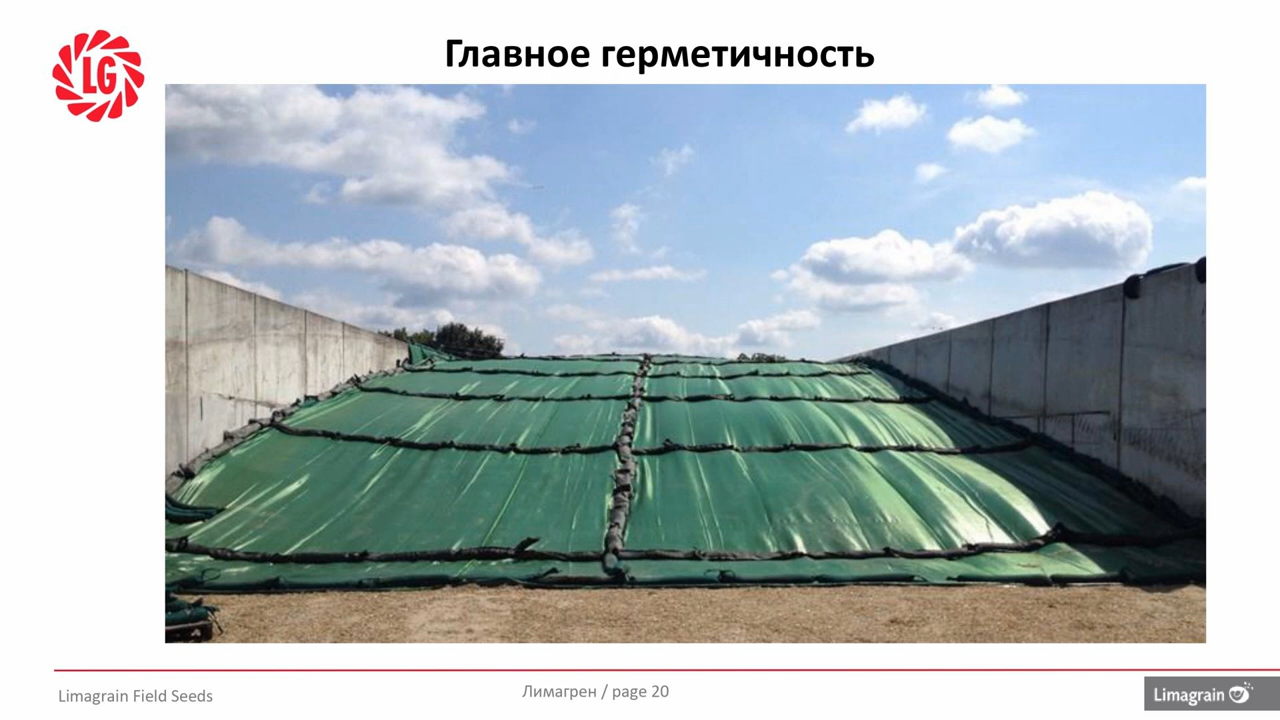 Главное герметичность
LG
Limagrain Field Seeds
Лимагрен / page 20
Limagrain